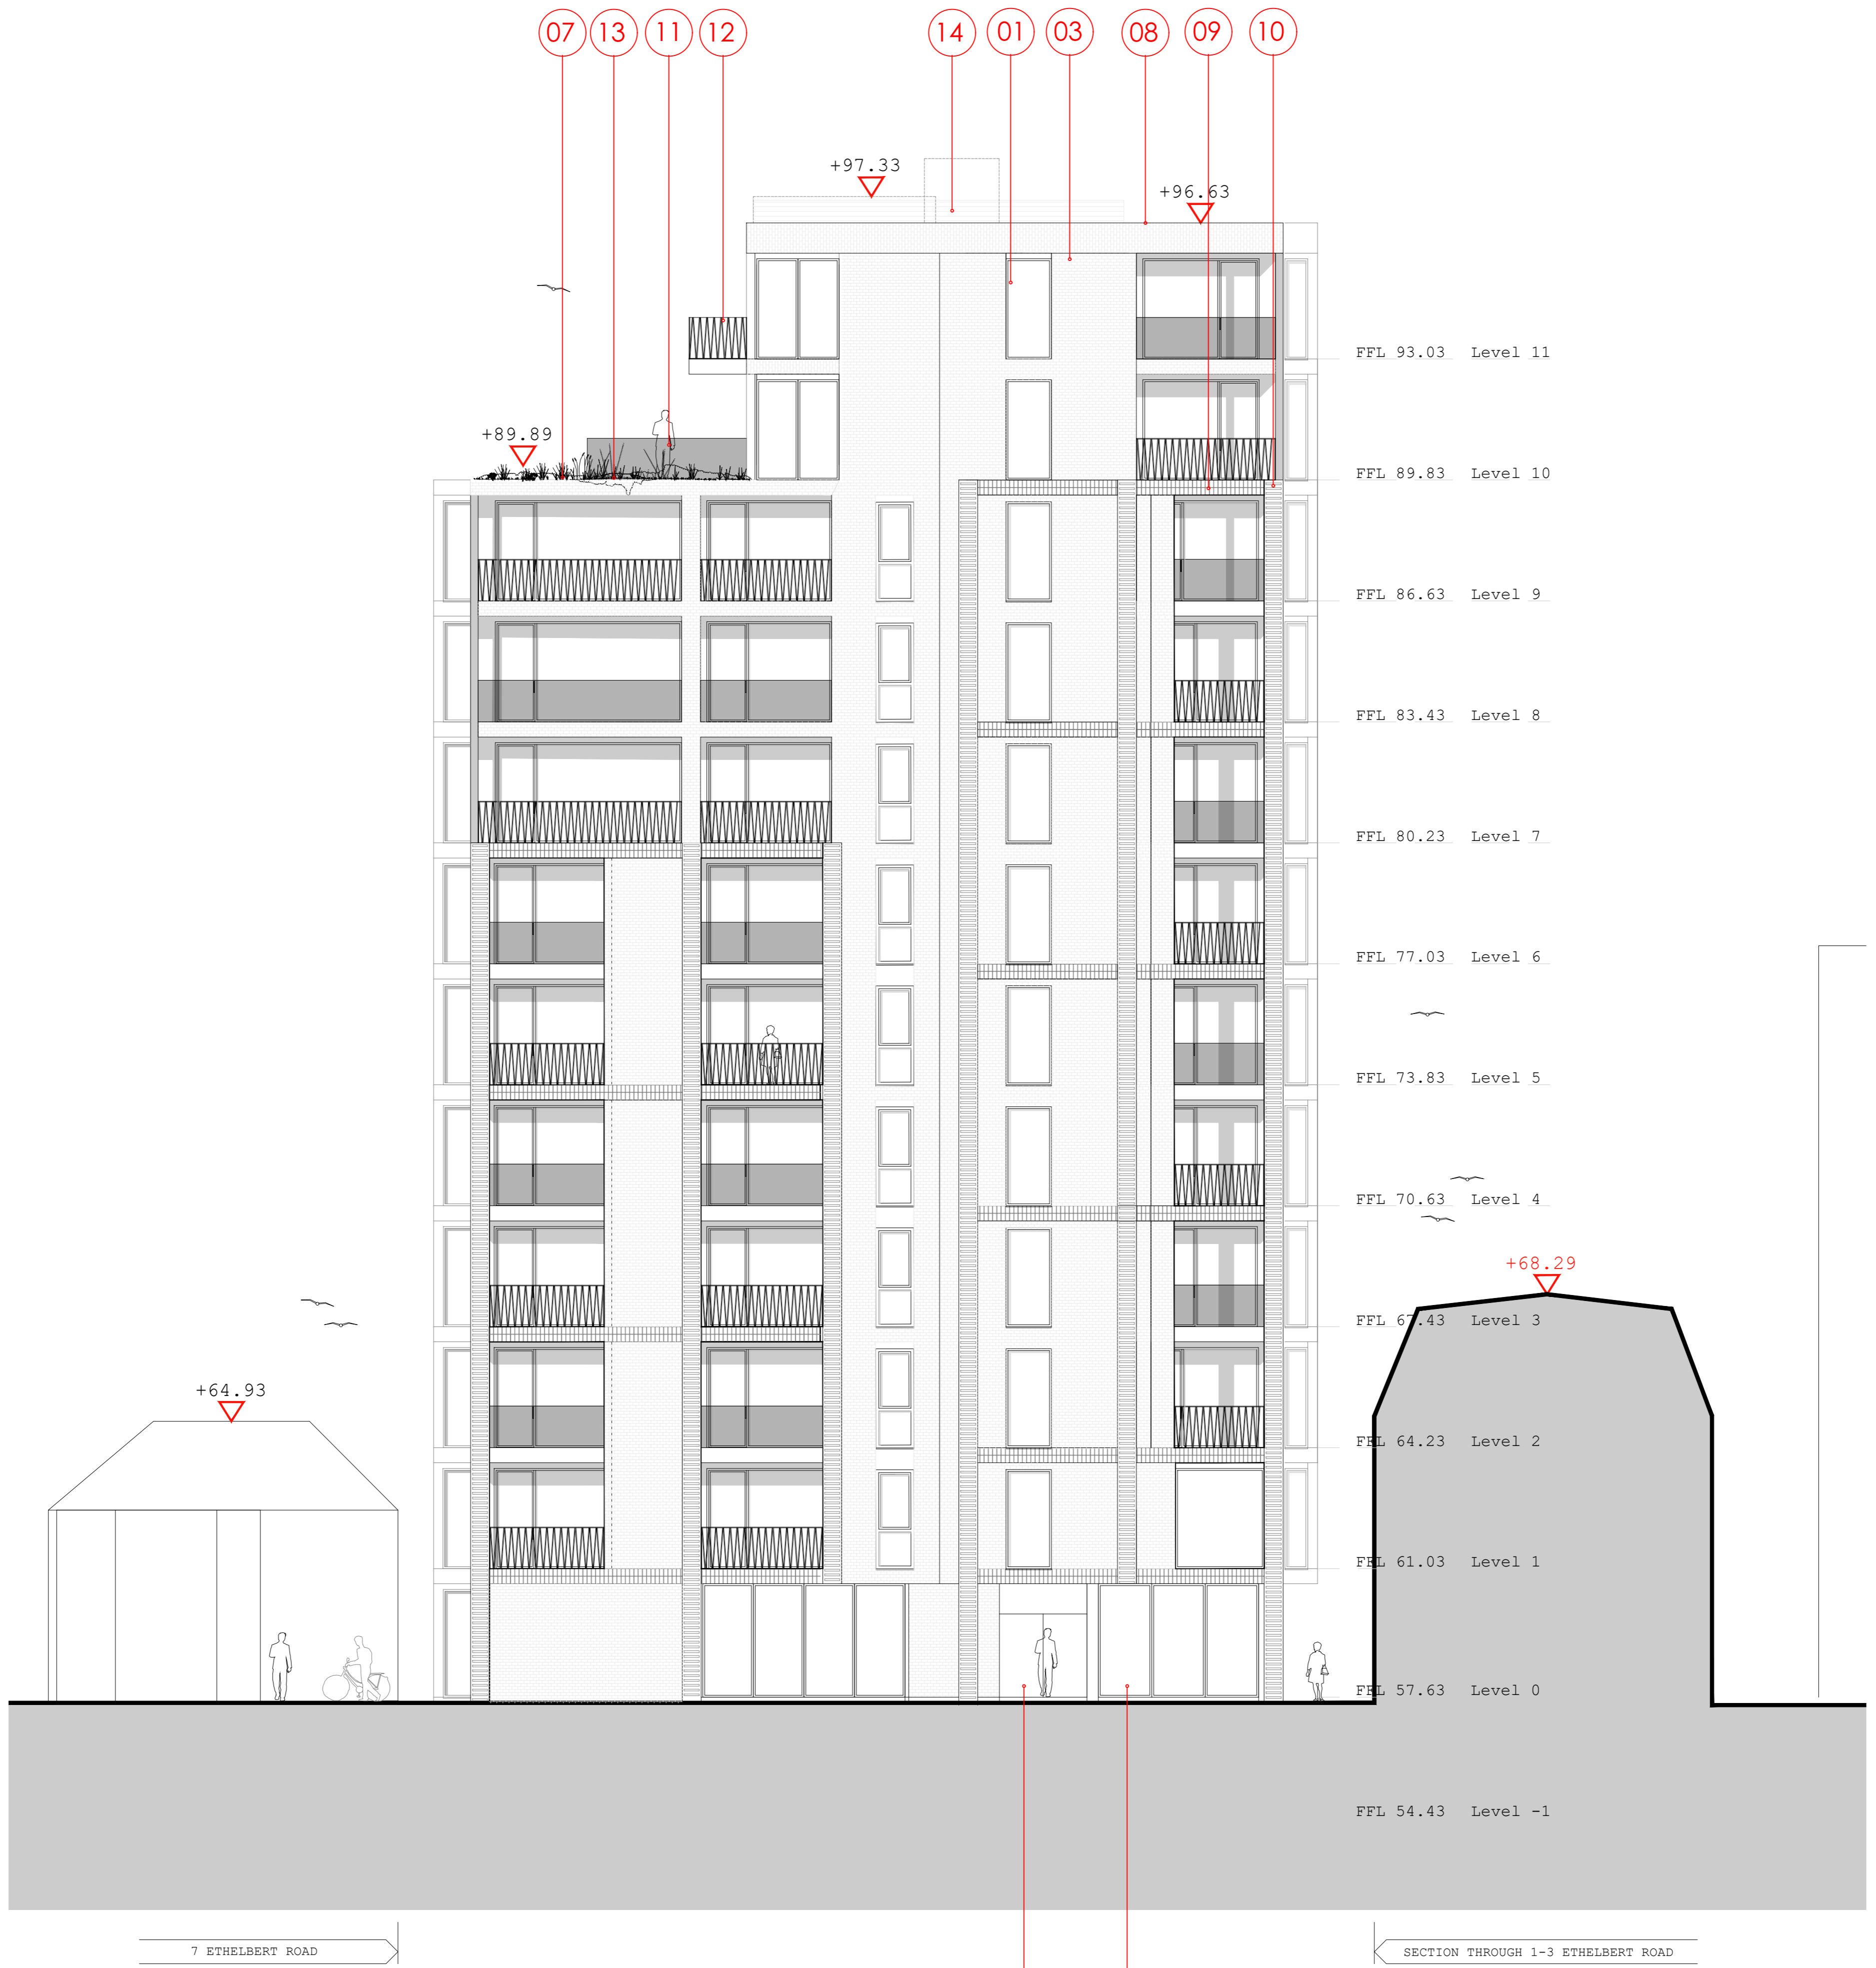 07 13 11 12 14 01 03 08 09 10
+97.33
+96.63
FFL 93.03 Level 11
+89.89
FFL 89.83 Level 10
FFL 86.63 Level 9
FFL 83.43 Level 8
FFL 80.23 Level 7
FFL 77.03 Level 6
FFL 73.83 Level 5
FFL 70.63 Level 4
+68.29
FFL 67.43 Level 3
+64.93
FFL 64.23 Level 2
FFL 61.03 Level 1
FFL 57.63 Level 0
FFL 54.43 Level -1
7 ETHELBERT ROAD
SECTION THROUGH 1-3 ETHELBERT ROAD